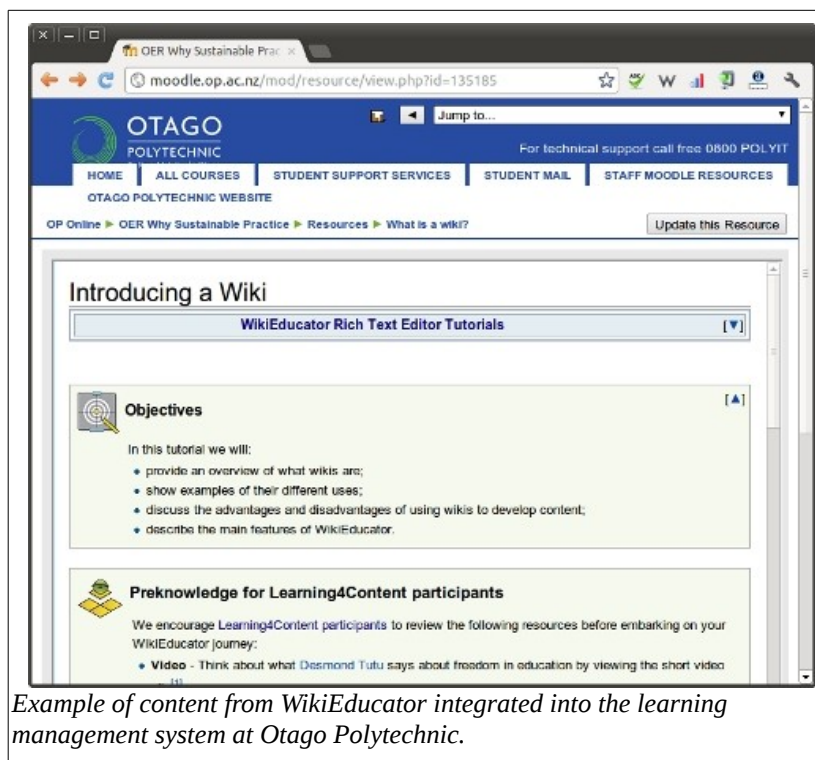 OER Why Sustainable Prac
moodle.op.ac.nz/mod/resource/view.php?id=135185
OTAGO
POLYTECHNIC
Jump to...
For technical support call free 0800 POLYIT
HOME ALL COURSES STUDENT SUPPORT SERVICES STUDENT MAIL STAFF MOODLE RESOURCES
OTAGO POLYTECHNIC WEBSITE
OP Online ► OER Why Sustainable Practice ► Resources ► What is a wiki? Update this Resource
Introducing a Wiki
WikiEducator Rich Text Editor Tutorials [▼]
Objectives [▲]
In this tutorial we will:
• provide an overview of what wikis are;
• show examples of their different uses;
• discuss the advantages and disadvantages of using wikis to develop content;
• describe the main features of WikiEducator.
Preknowledge for Learning4Content participants
We encourage Learning4Content participants to review the following resources before embarking on your
WikiEducator journey:
• Video - Think about what Desmond Tutu says about freedom in education by viewing the short video
[1]
Example of content from WikiEducator integrated into the learning
management system at Otago Polytechnic.